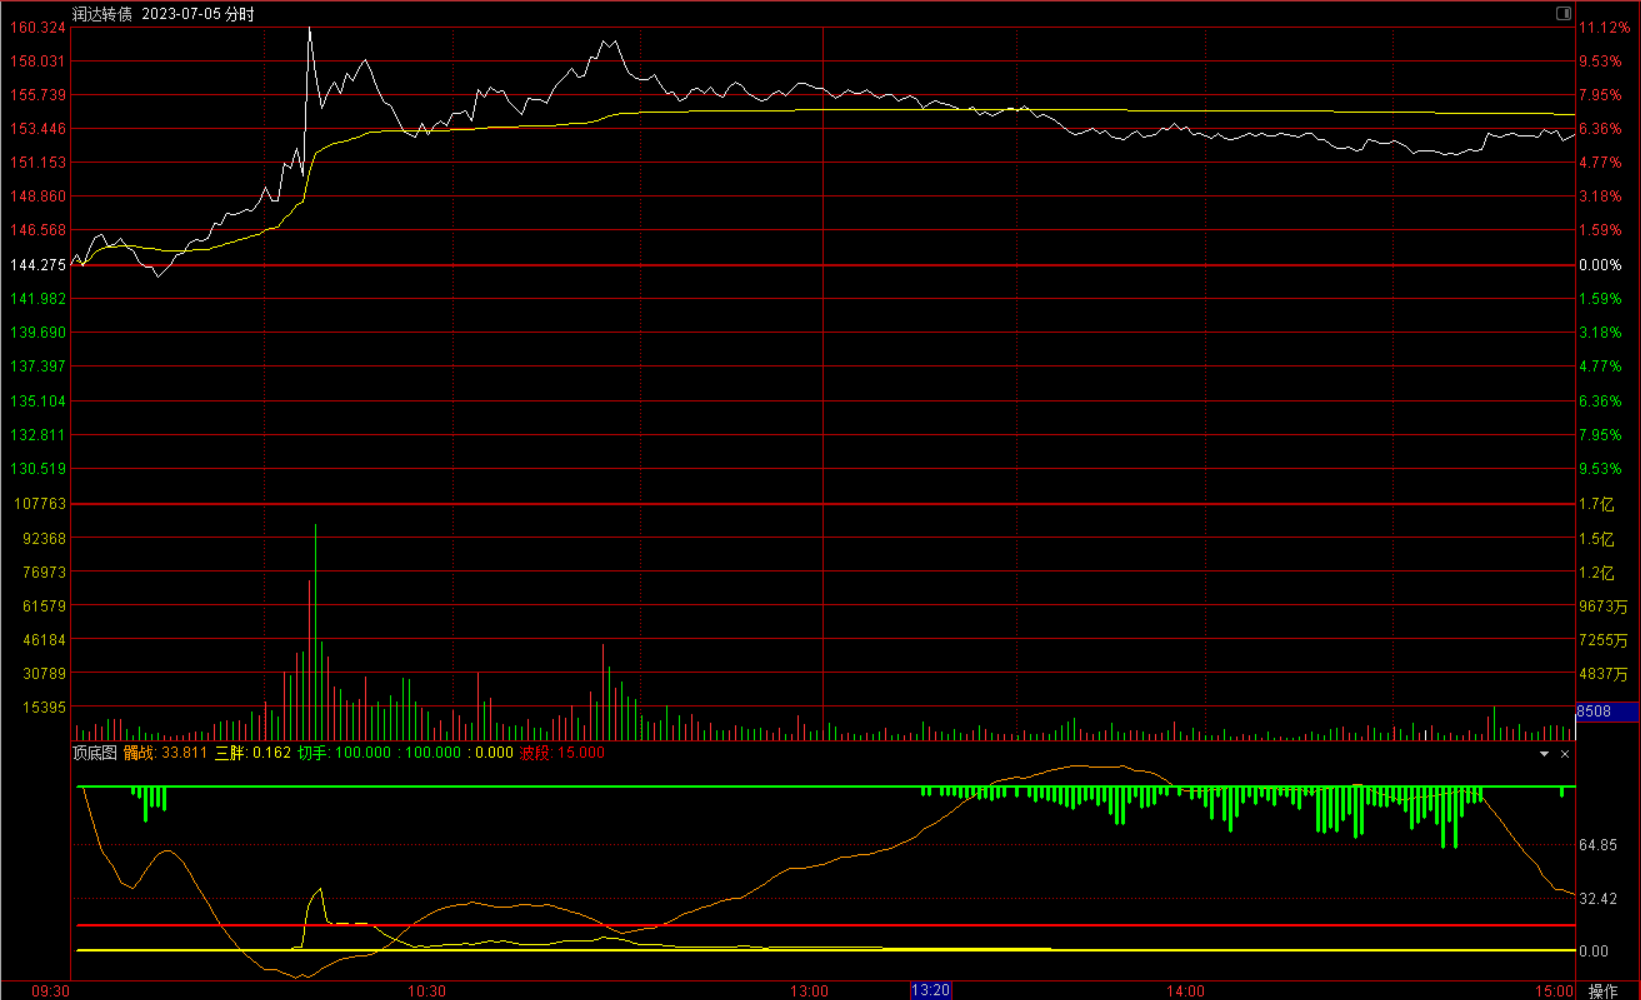 润达转债 2023-07-05 分时
160.324 11.12%
158.031 9.53%
155.739 7.95%
153.446 6.36%
151.153 4.77%
148.860 3.18%
146.568 1.59%
144.275 0.00%
141.982 1.59%
139.690 3.18%
137.397 4.77%
135.104 6.36%
132.811 7.95%
130.519 9.53%
107763 1.7亿
92368 1.5亿
76973 1.2亿
61579 9673万
46184 7255万
30789 4837万
15395 8508
顶底图 髑战: 33.811 三胖: 0.162 切手: 100.000 : 100.000 : 0.000 波段: 15.000
64.85
32.42
0.00
09:30 10:30 13:00 13:20 14:00 15:00 操作